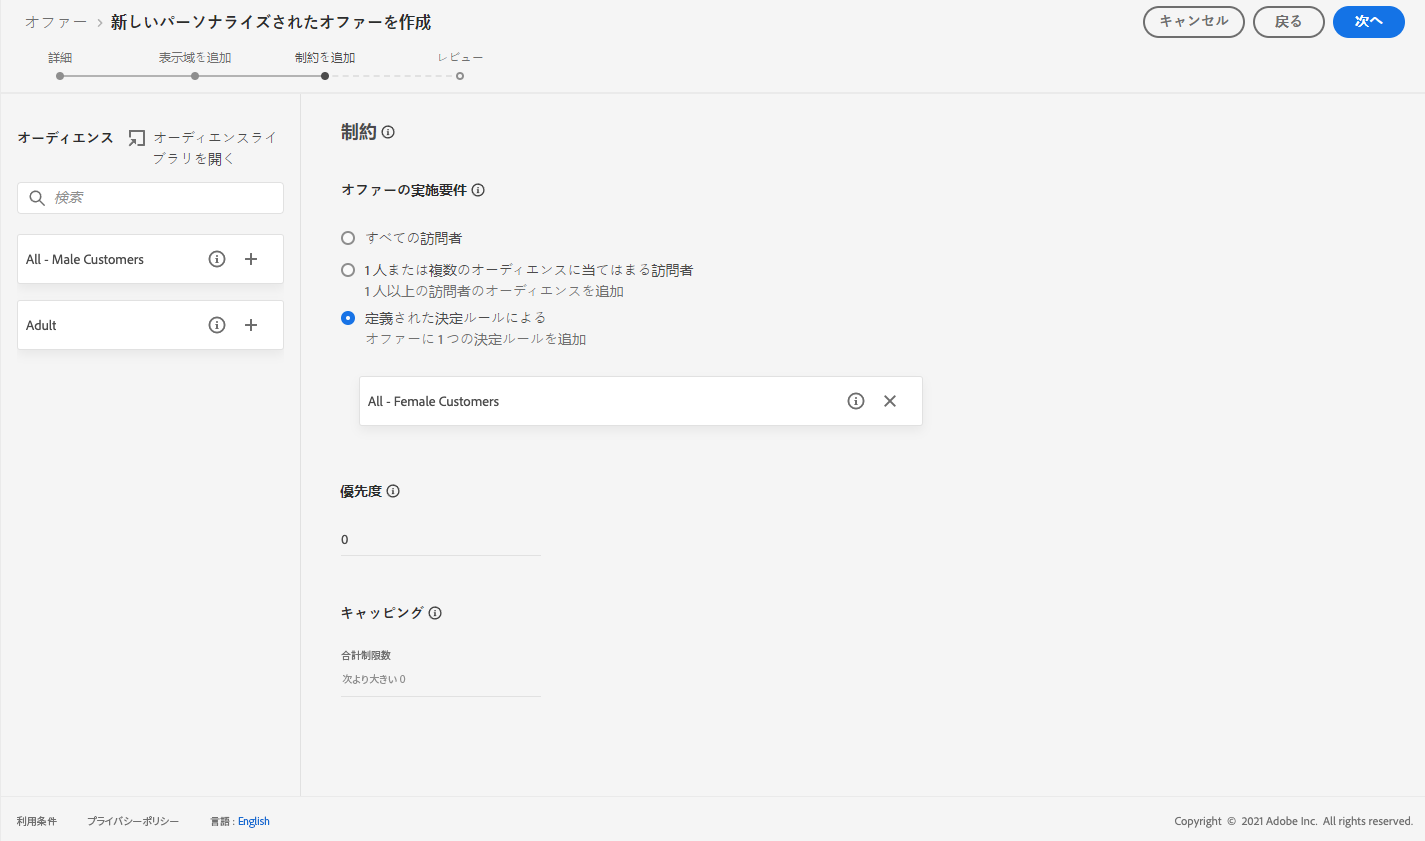 オファー > 新しいパーソナライズされたオファーを作成
キャンセル
戻る
次へ
詳細
表示域を追加
制約を追加
レビュー
オーディエンス
オーディエンスライ
ブラリを開く
検索
All - Male Customers
Adult
制約
オファーの実施要件
すべての訪問者
1 人または複数のオーディエンスに当てはまる訪問者
1 人以上の訪問者のオーディエンスを追加
定義された決定ルールによる
オファーに 1 つの決定ルールを追加
All - Female Customers
優先度
0
キャッピング
合計制限数
次より大きい 0
利用条件
プライバシーポリシー
言語 : English
Copyright © 2021 Adobe Inc. All rights reserved.